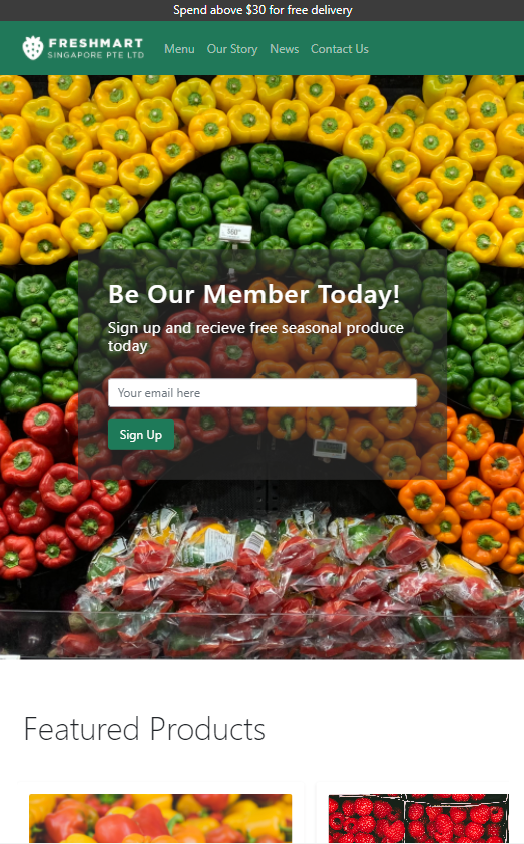 Spend above $30 for free delivery
FRESHMART
SINGAPORE PTE LTD
Menu Our Story News Contact Us
Be Our Member Today!
Sign up and recieve free seasonal produce
today
Your email here
Sign Up
Featured Products